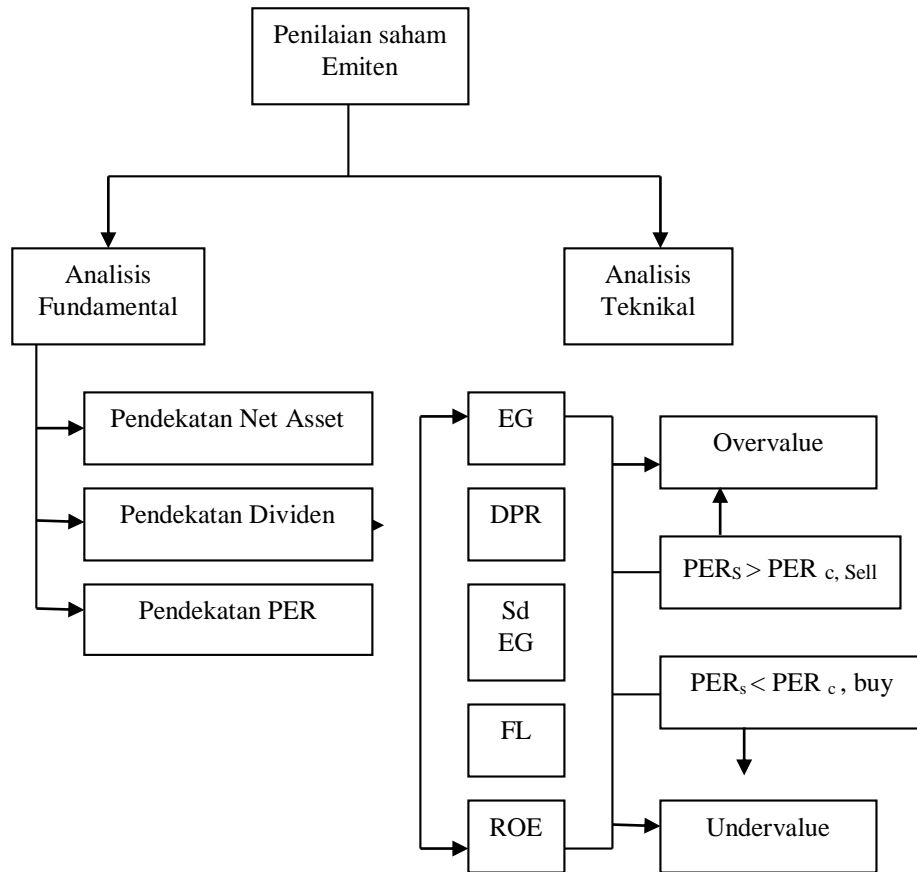 Penilaian saham
Emiten
Analisis
Fundamental
Analisis
Teknikal
Pendekatan Net Asset
Pendekatan Dividen
Pendekatan PER
EG
DPR
Sd
EG
FL
ROE
Overvalue
PERS > PER c, Sell
PERs < PER c , buy
Undervalue